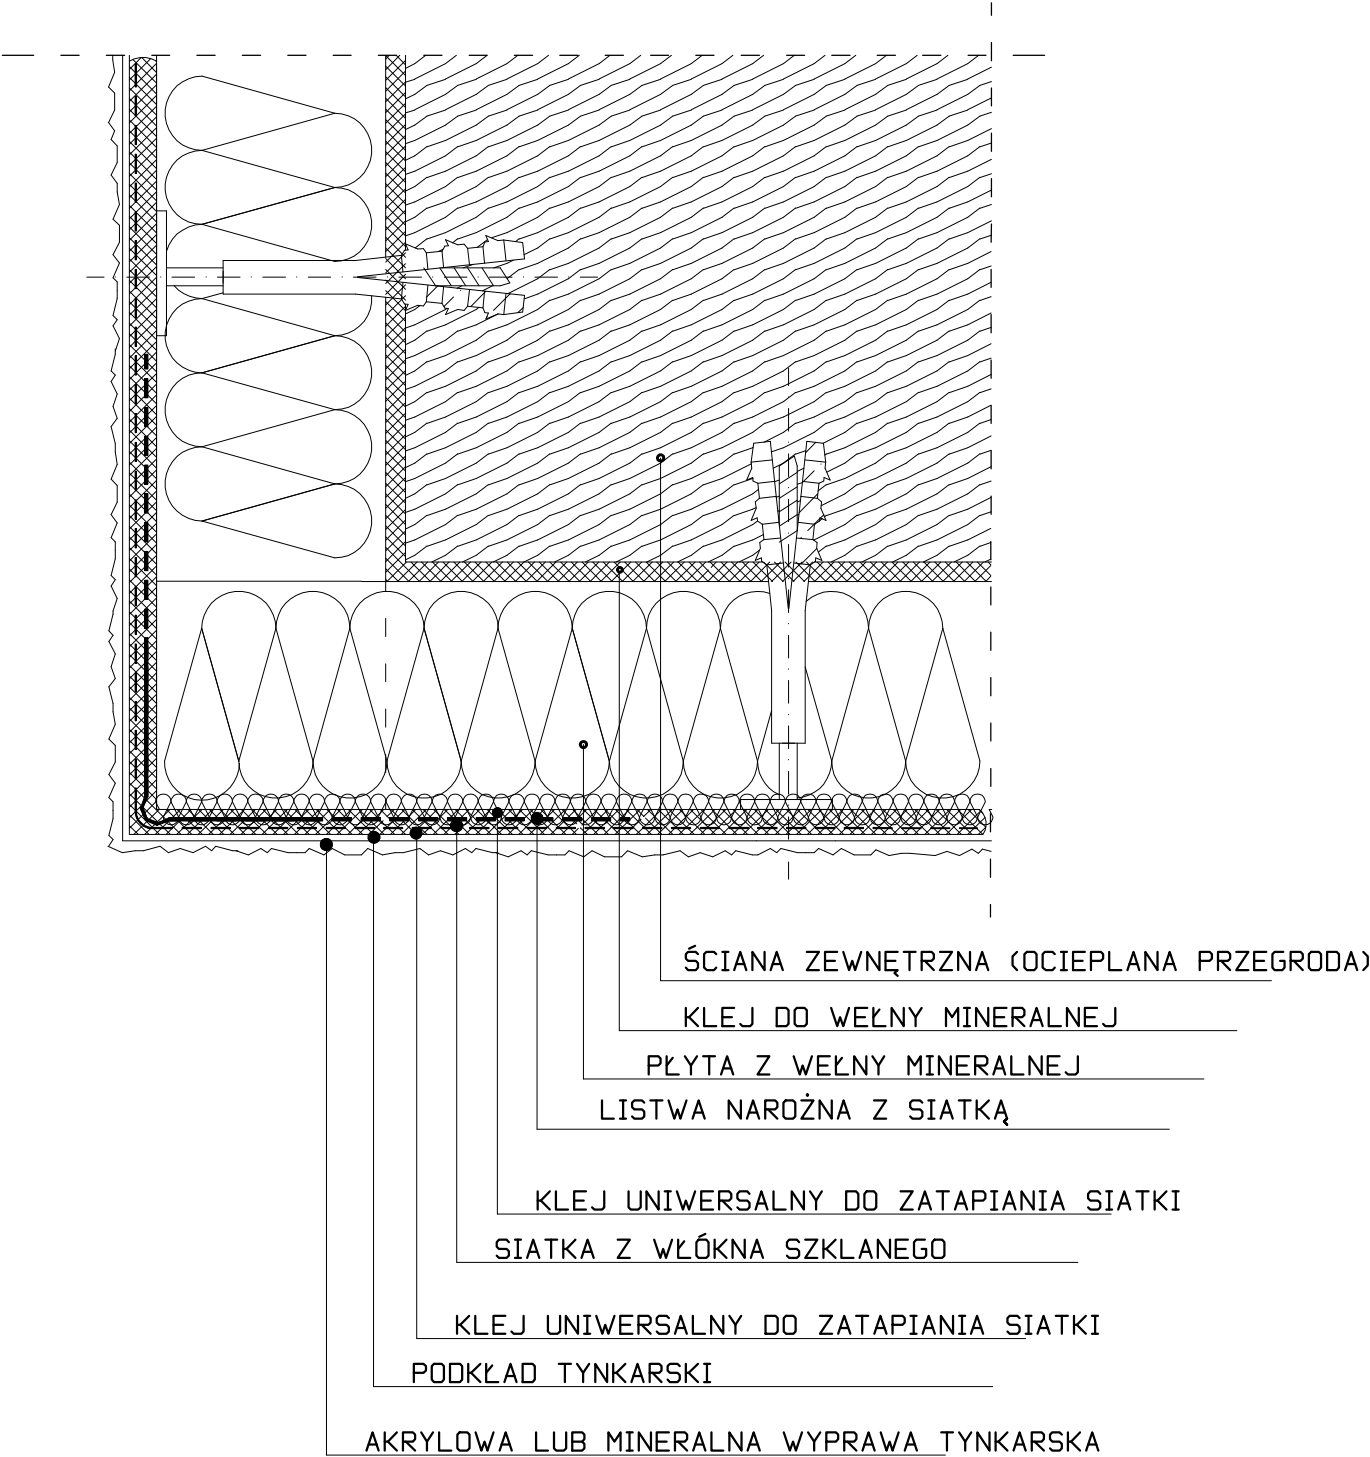 ŚCIANA ZEWNĘTRZNA (OCIEPLANA PRZEGRODA)
KLEJ DO WEŁNY MINERALNEJ
PŁYTA Z WEŁNY MINERALNEJ
LISTWA NAROŻNA Z SIATKĄ
KLEJ UNIWERSALNY DO ZATAPIANIA SIATKI
SIATKA Z WŁÓKNA SZKLANEGO
KLEJ UNIWERSALNY DO ZATAPIANIA SIATKI
PODKŁAD TYNKARSKI
AKRYLOWA LUB MINERALNA WYPRAWA TYNKARSKA